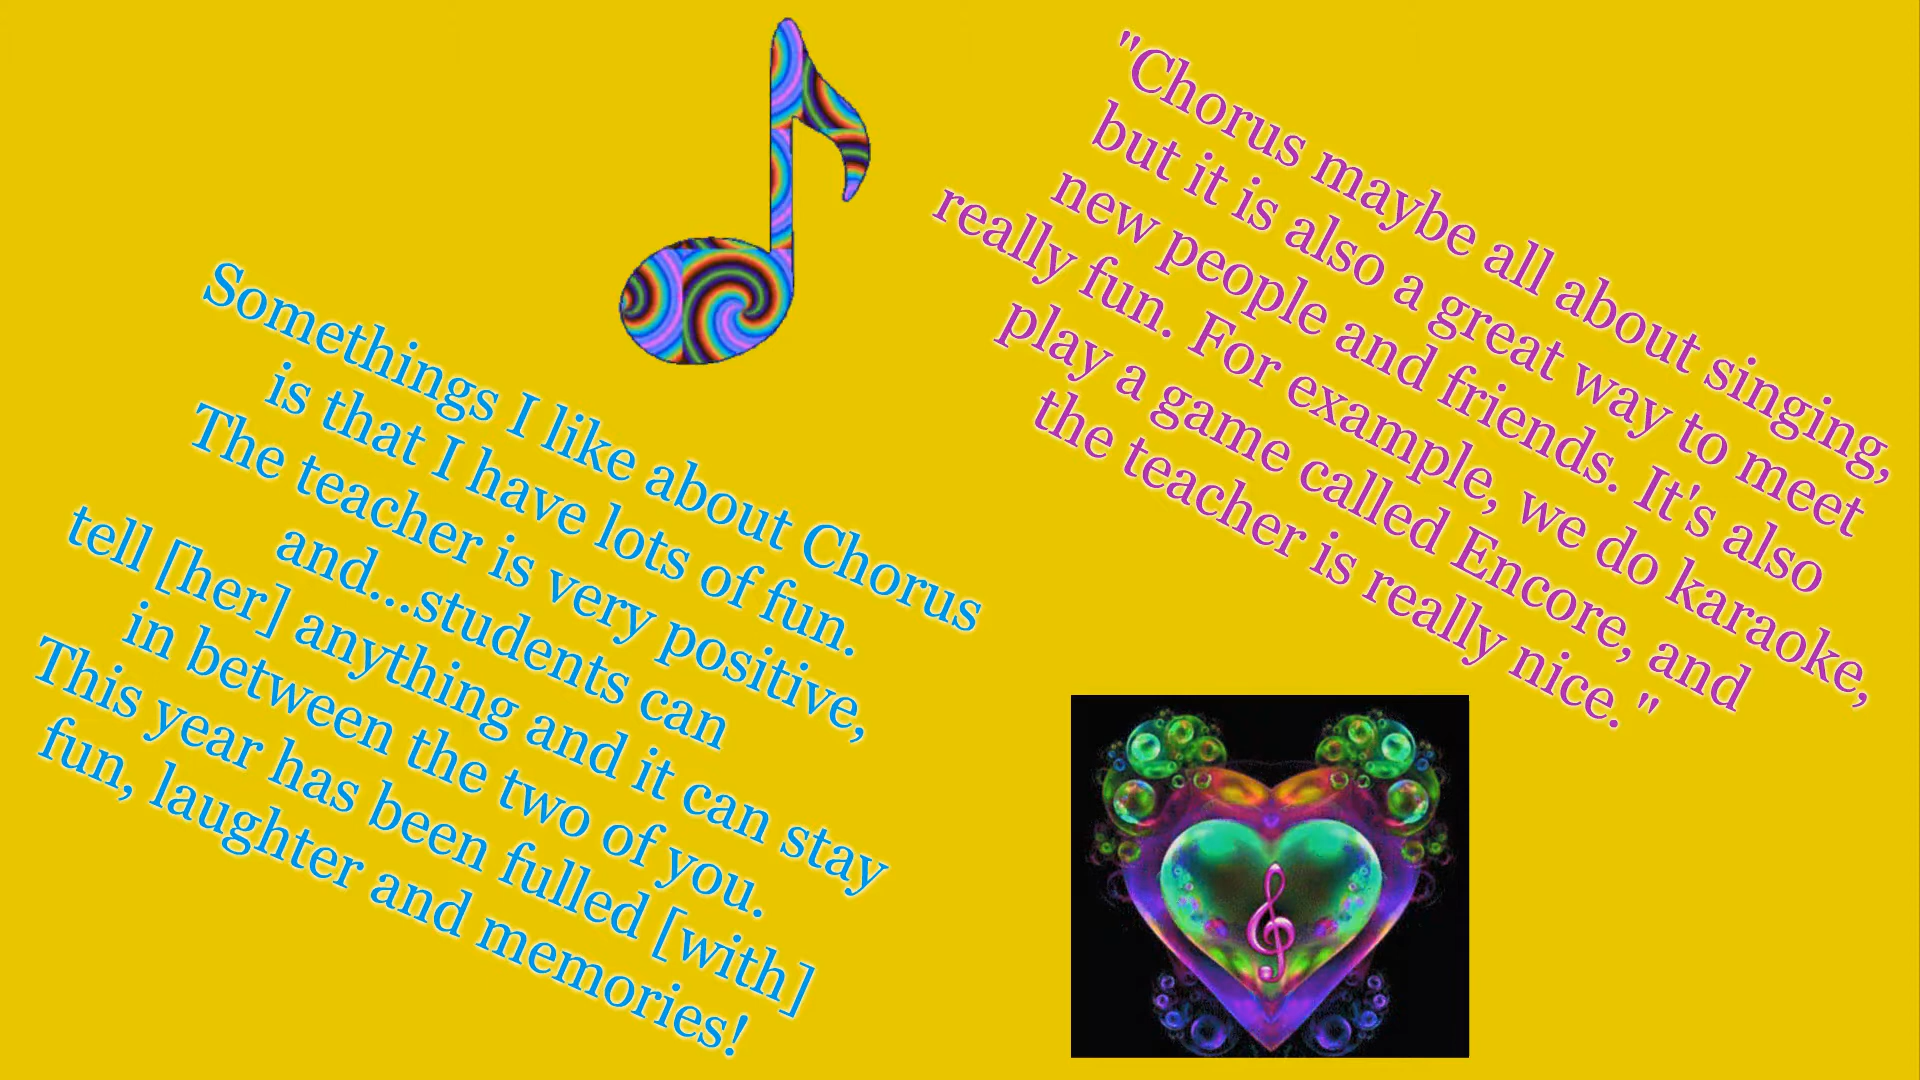 Somethings I like about Chorus
is that I have lots of fun.
The teacher is very positive,
and...students can
tell [her] anything and it can stay
in between the two of you.
This year has been fulled [with]
fun, laughter and memories!
"Chorus maybe all about singing,
but it is also a great way to meet
new people and friends. It's also
really fun. For example, we do karaoke,
play a game called Encore, and
the teacher is really nice."